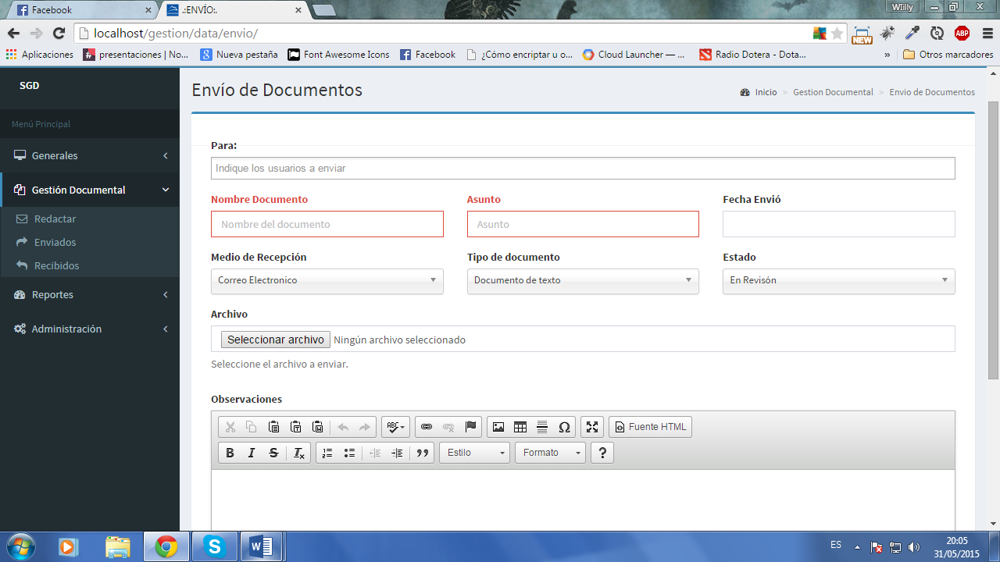 Facebook
.:ENVÍO:.
Willy
localhost/gestion/data/envio/
NEW
ABP
Aplicaciones
presentaciones | No...
Nueva pestaña
Font Awesome Icons
Facebook
¿Cómo encriptar u o...
Cloud Launcher — ...
Radio Dotera - Dota...
»
Otros marcadores
SGD
Menú Principal
Generales
Gestión Documental
Redactar
Enviados
Recibidos
Reportes
Administración
Envío de Documentos
Inicio > Gestion Documental > Envio de Documentos
Para:
Indique los usuarios a enviar
Nombre Documento Asunto Fecha Envió
Nombre del documento Asunto
Medio de Recepción Tipo de documento Estado
Correo Electronico Documento de texto En Revisón
Archivo
Seleccionar archivo Ningún archivo seleccionado
Seleccione el archivo a enviar.
Observaciones
ABC Ω Fuente HTML
B I S Tx Estilo Formato ?
ES
20:05
31/05/2015